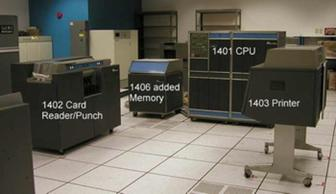 1401 CPU
1406 added
Memory
1402 Card
Reader/Punch
1403 Printer